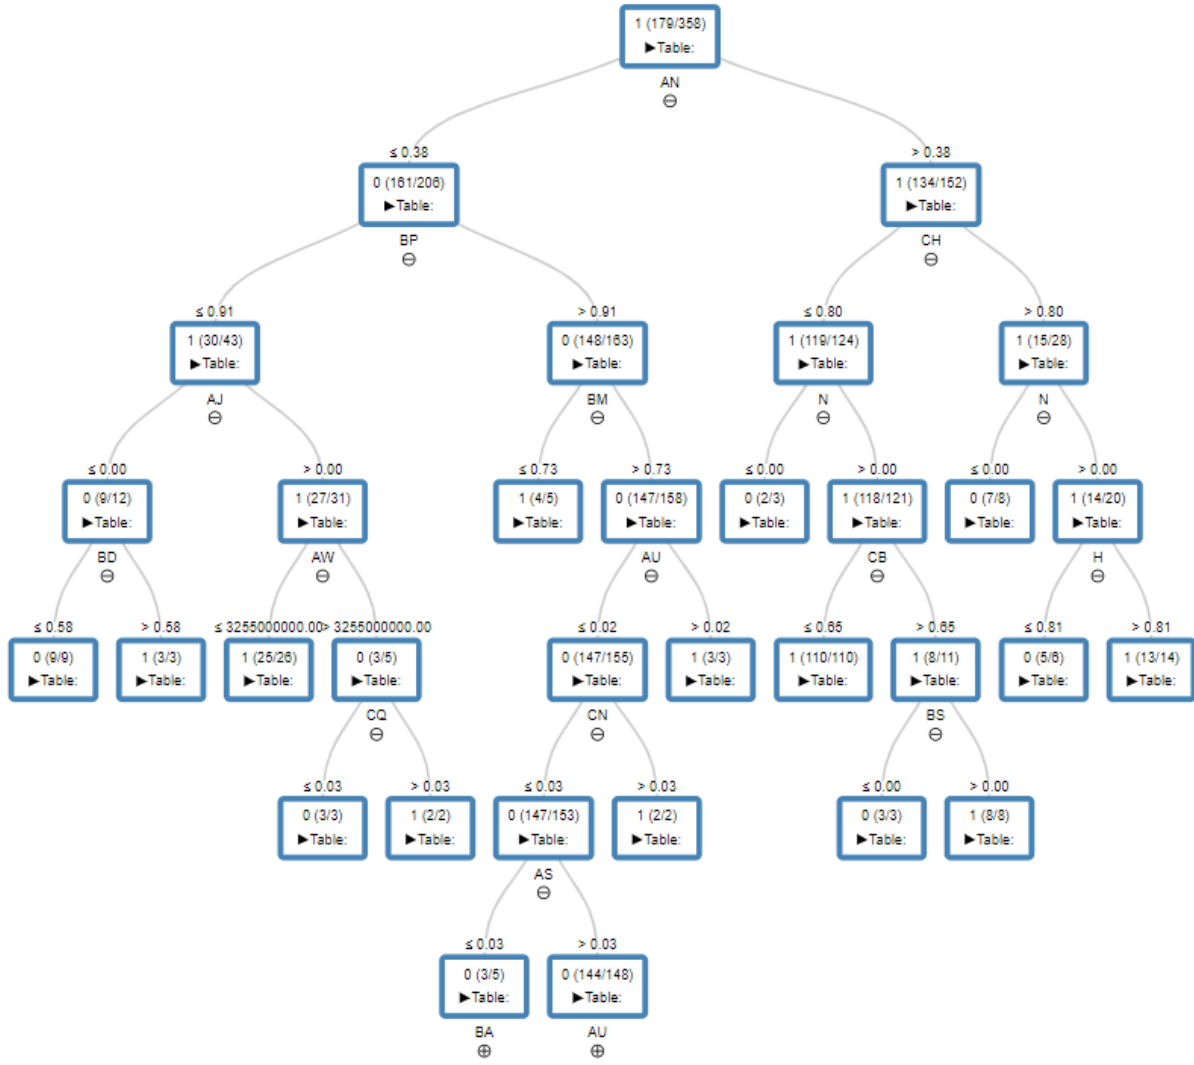 1 (179/358)
►Table:
AN
≤ 0.38
> 0.38
0 (161/206)
►Table:
1 (134/152)
►Table:
BP
CH
≤ 0.91
> 0.91
≤ 0.80
> 0.80
1 (30/43)
►Table:
0 (148/163)
►Table:
1 (119/124)
►Table:
1 (15/28)
►Table:
AJ
BM
N
N
≤ 0.00
> 0.00
≤ 0.73
> 0.73
≤ 0.00
> 0.00
≤ 0.00
> 0.00
0 (9/12)
►Table:
1 (27/31)
►Table:
1 (4/5)
►Table:
0 (147/158)
►Table:
0 (2/3)
►Table:
1 (118/121)
►Table:
0 (7/8)
►Table:
1 (14/20)
►Table:
BD
AW
AU
CB
H
≤ 0.58
> 0.58
≤ 3255000000.00
> 3255000000.00
≤ 0.02
> 0.02
≤ 0.65
> 0.65
≤ 0.81
> 0.81
0 (9/9)
►Table:
1 (3/3)
►Table:
1 (25/26)
►Table:
0 (3/5)
►Table:
0 (147/155)
►Table:
1 (3/3)
►Table:
1 (110/110)
►Table:
1 (8/11)
►Table:
0 (5/6)
►Table:
1 (13/14)
►Table:
CQ
CN
BS
≤ 0.03
> 0.03
≤ 0.03
> 0.03
≤ 0.00
> 0.00
0 (3/3)
►Table:
1 (2/2)
►Table:
0 (147/153)
►Table:
1 (2/2)
►Table:
0 (3/3)
►Table:
1 (8/8)
►Table:
AS
≤ 0.03
> 0.03
0 (3/5)
►Table:
0 (144/148)
►Table:
BA
AU